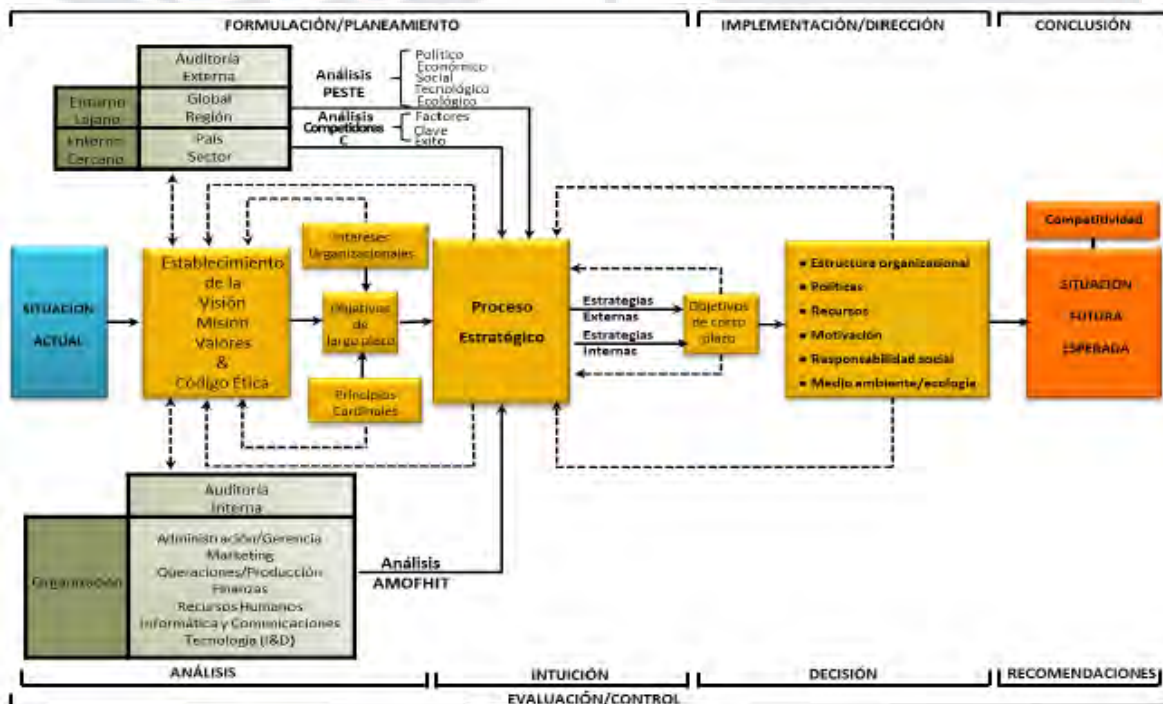 FORMULACIÓN/PLANEAMIENTO
IMPLEMENTACIÓN/DIRECCIÓN
CONCLUSIÓN
Auditoría
Externa
Entorno
Lejano
Global
Región
Entorno
Cercano
País
Sector
Análisis
PESTE
Político
Económico
Social
Tecnológico
Ecológico
Análisis
Competidores
C
Factores
Clave
Éxito
SITUACION
ACTUAL
Establecimiento
de la
Visión
Misión
Valores
&
Código Ética
Intereses
Organizacionales
Objetivos
de
largo plazo
Principios
Cardinales
Proceso
Estratégico
Estrategias
Externas
Estrategias
Internas
Objetivos
de corto
plazo
• Estructura organizacional
• Políticas
• Recursos
• Motivación
• Responsabilidad social
• Medio ambiente/ecología
Competitividad
SITUACIÓN
FUTURA
ESPERADA
Auditoría
Interna
Organización
Administración/Gerencia
Marketing
Operaciones/Producción
Finanzas
Recursos Humanos
Informática y Comunicaciones
Tecnología (I&D)
Análisis
AMOFHIT
ANÁLISIS
INTUICIÓN
DECISIÓN
RECOMENDACIONES
EVALUACIÓN/CONTROL